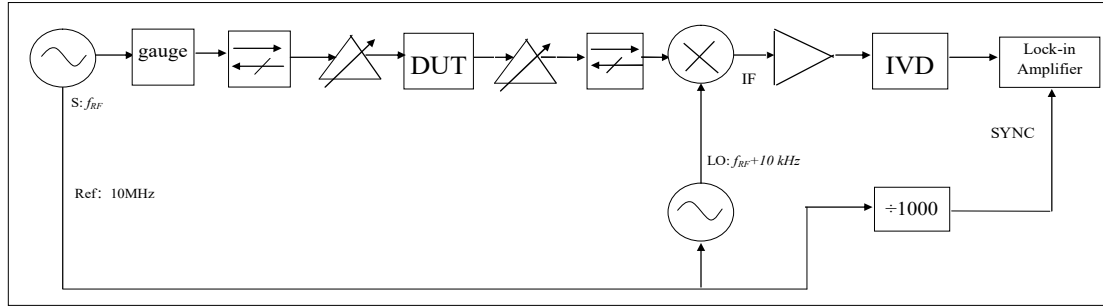 gauge
DUT
IVD
Lock-in
Amplifier
IF
S: fRF
SYNC
LO: fRF+10 kHz
Ref：10MHz
÷1000